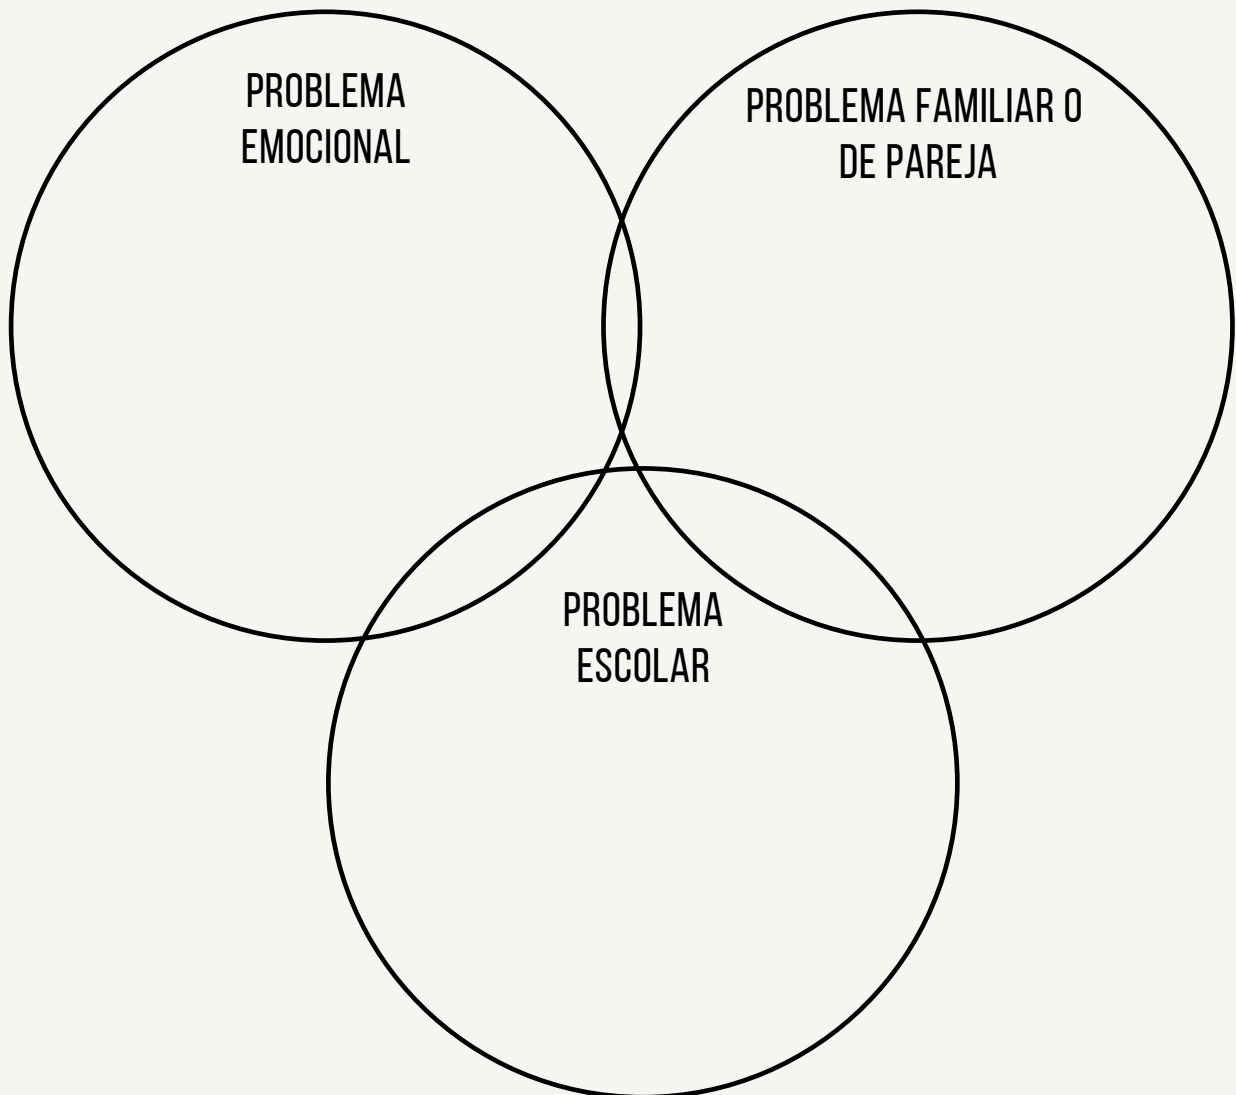 PROBLEMA
EMOCIONAL
PROBLEMA FAMILIAR O
DE PAREJA
PROBLEMA
ESCOLAR